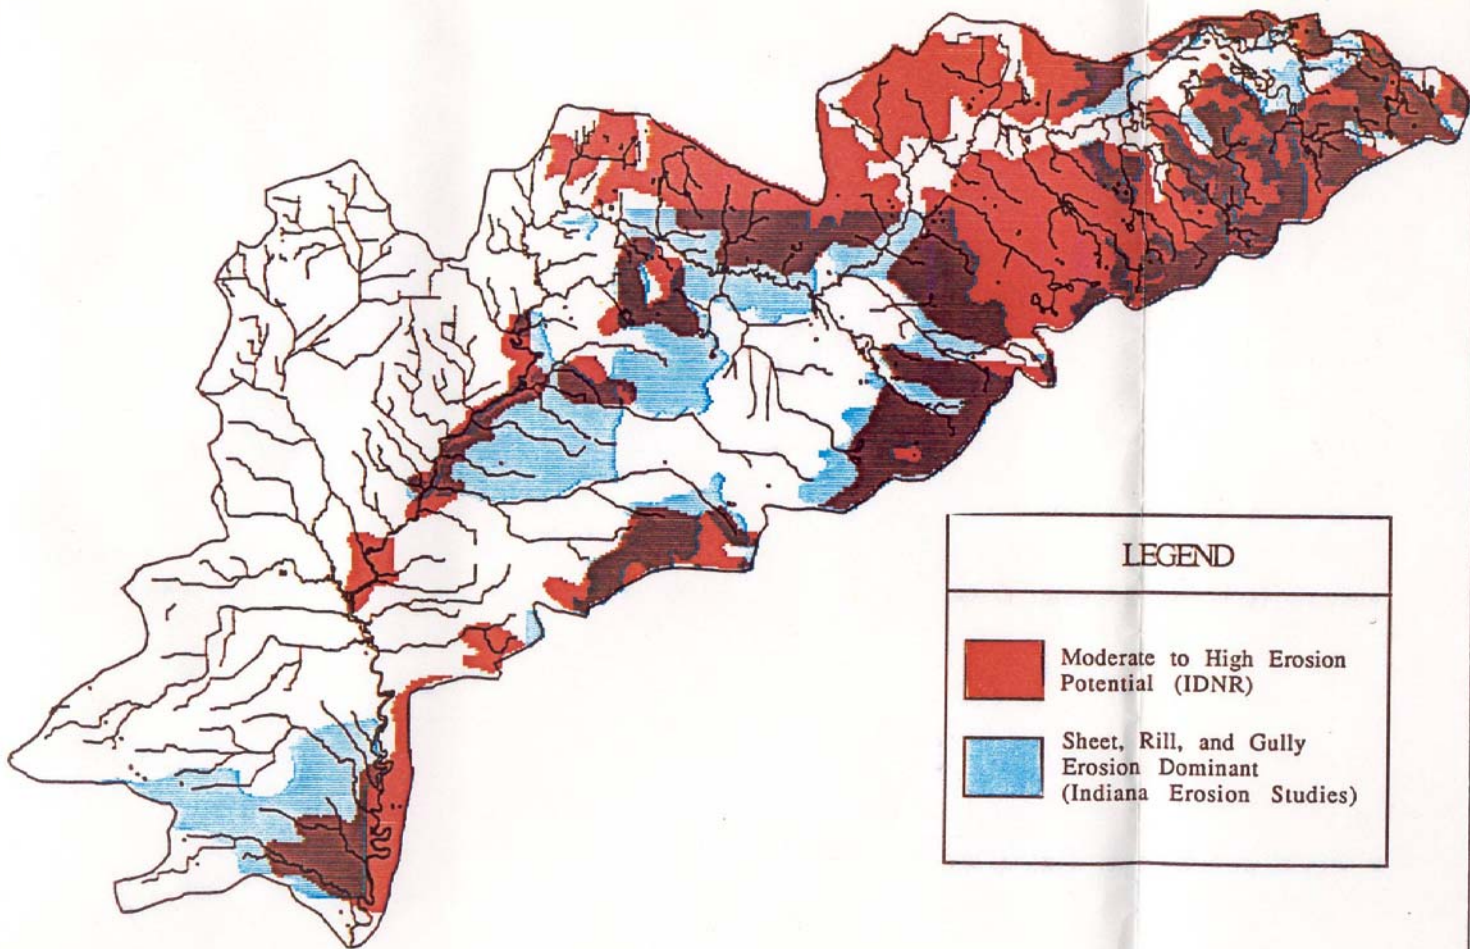 LEGEND
Moderate to High Erosion
Potential (IDNR)
Sheet, Rill, and Gully
Erosion Dominant
(Indiana Erosion Studies)